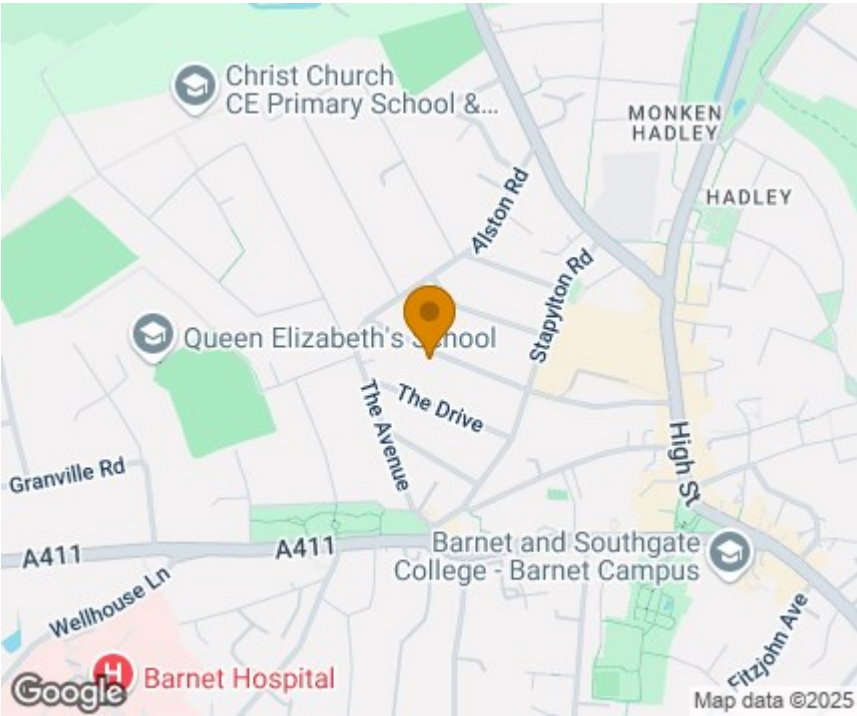 Christ Church
CE Primary School &...
MONKEN
HADLEY
HADLEY
Alston Rd
Stapylton Rd
Queen Elizabeth's School
The Drive
The Avenue
High St
Granville Rd
A411
A411
Barnet and Southgate
College - Barnet Campus
Wellhouse Ln
Fitzjohn Ave
H
Barnet Hospital
Google
Map data ©2025